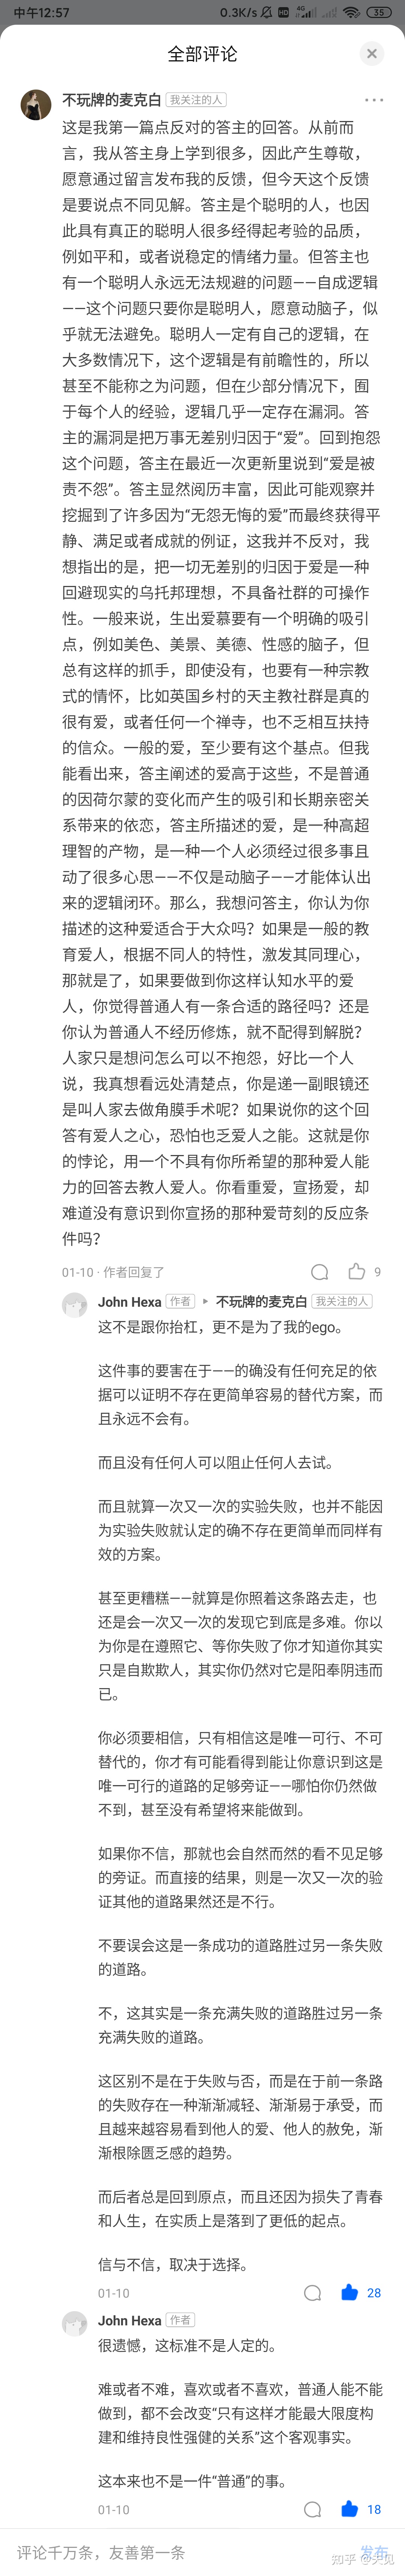 中午12:57
0.3K/s
HD
4G
35
全部评论
不玩牌的麦克白 我关注的人
这是我第一篇点反对的答主的回答。从前而
言，我从答主身上学到很多，因此产生尊敬，
愿意通过留言发布我的反馈，但今天这个反馈
是要说点不同见解。答主是个聪明的人，也因
此具有真正的聪明人很多经得起考验的品质，
例如平和，或者说稳定的情绪力量。但答主也
有一个聪明人永远无法规避的问题——自成逻辑
——这个问题只要你是聪明人，愿意动脑子，似
乎就无法避免。聪明人一定有自己的逻辑，在
大多数情况下，这个逻辑是有前瞻性的，所以
甚至不能称之为问题，但在少部分情况下，囿
于每个人的经验，逻辑几乎一定存在漏洞。答
主的漏洞是把万事无差别归因于“爱”。回到抱怨
这个问题，答主在最近一次更新里说到“爱是被
责不怨”。答主显然阅历丰富，因此可能观察并
挖掘到了许多因为“无怨无悔的爱”而最终获得平
静、满足或者成就的例证，这我并不反对，我
想指出的是，把一切无差别的归因于爱是一种
回避现实的乌托邦理想，不具备社群的可操作
性。一般来说，生出爱慕要有一个明确的吸引
点，例如美色、美景、美德、性感的脑子，但
总有这样的抓手，即使没有，也要有一种宗教
式的情怀，比如英国乡村的天主教社群是真的
很有爱，或者任何一个禅寺，也不乏相互扶持
的信众。一般的爱，至少要有这个基点。但我
能看出来，答主阐述的爱高于这些，不是普通
的因荷尔蒙的变化而产生的吸引和长期亲密关
系带来的依恋，答主所描述的爱，是一种高超
理智的产物，是一种一个人必须经过很多事且
动了很多心思——不仅是动脑子——才能体认出
来的逻辑闭环。那么，我想问答主，你认为你
描述的这种爱适合于大众吗？如果是一般的教
育爱人，根据不同人的特性，激发其同理心，
那就是了，如果要做到你这样认知水平的爱
人，你觉得普通人有一条合适的路径吗？还是
你认为普通人不经历修炼，就不配得到解脱？
人家只是想问怎么可以不抱怨，好比一个人
说，我真想看远处清楚点，你是递一副眼镜还
是叫人家去做角膜手术呢？如果说你的这个回
答有爱人之心，恐怕也乏爱人之能。这就是你
的悖论，用一个不具有你所希望的那种爱人能
力的回答去教人爱人。你看重爱，宣扬爱，却
难道没有意识到你宣扬的那种爱苛刻的反应条
件吗？
01-10 · 作者回复了
9
John Hexa 作者 ▸ 不玩牌的麦克白 我关注的人
这不是跟你抬杠，更不是为了我的ego。
这件事的要害在于——的确没有任何充足的依
据可以证明不存在更简单容易的替代方案，而
且永远不会有。
而且没有任何人可以阻止任何人去试。
而且就算一次又一次的实验失败，也并不能因
为实验失败就认定的确不存在更简单而同样有
效的方案。
甚至更糟糕——就算是你照着这条路去走，也
还是会一次又一次的发现它到底是多难。你以
为你是在遵照它、等你失败了你才知道你其实
只是自欺欺人，其实你仍然对它是阳奉阴违而
已。
你必须要相信，只有相信这是唯一可行、不可
替代的，你才有可能看得到能让你意识到这是
唯一可行的道路的足够旁证——哪怕你仍然做
不到，甚至没有希望将来能做到。
如果你不信，那就也会自然而然的看不见足够
的旁证。而直接的结果，则是一次又一次的验
证其他的道路果然还是不行。
不要误会这是一条成功的道路胜过另一条失败
的道路。
不，这其实是一条充满失败的道路胜过另一条
充满失败的道路。
这区别不是在于失败与否，而是在于前一条路
的失败存在一种渐渐减轻、渐渐易于承受，而
且越来越容易看到他人的爱、他人的赦免，渐
渐根除匮乏感的趋势。
而后者总是回到原点，而且还因为损失了青春
和人生，在实质上是落到了更低的起点。
信与不信，取决于选择。
01-10
28
John Hexa 作者
很遗憾，这标准不是人定的。
难或者不难，喜欢或者不喜欢，普通人能不能
做到，都不会改变“只有这样才能最大限度构
建和维持良性强健的关系”这个客观事实。
这本来也不是一件“普通”的事。
01-10
18
评论千万条，友善第一条
发布